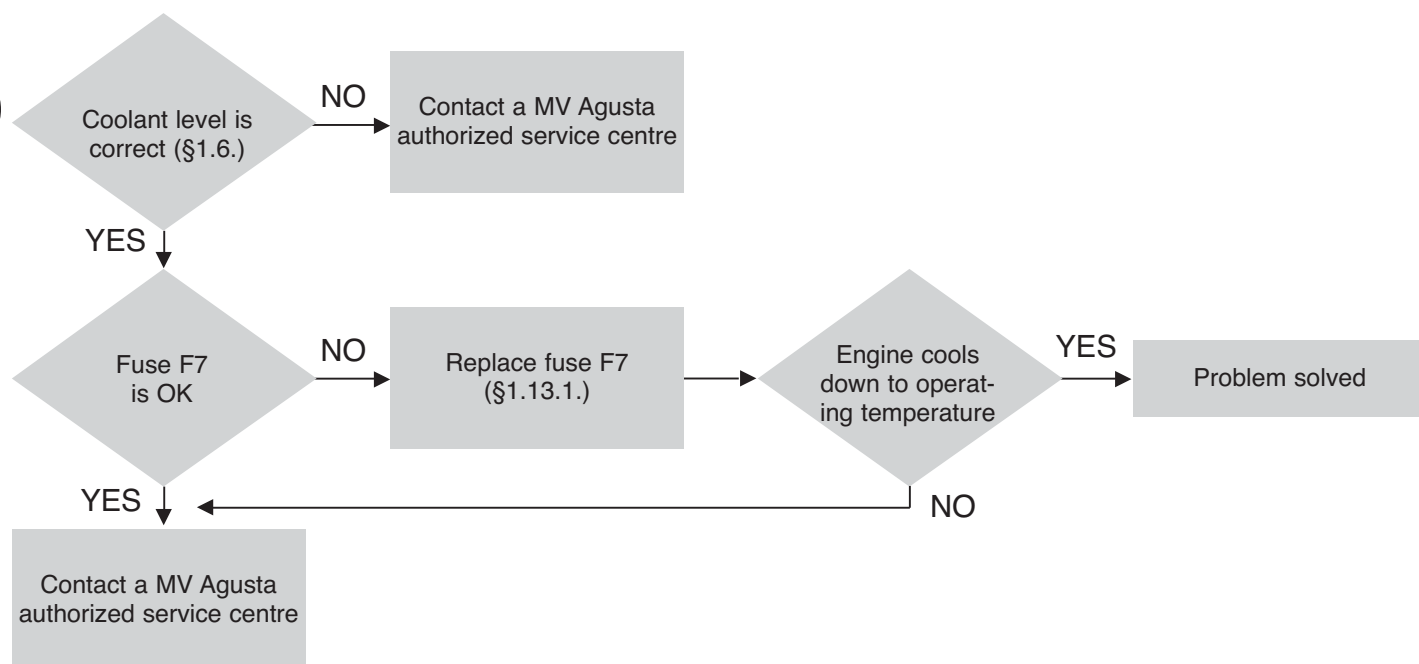 Coolant level is
correct (§1.6.)
NO
Contact a MV Agusta
authorized service centre
YES
Fuse F7
is OK
NO
Replace fuse F7
(§1.13.1.)
Engine cools
down to operat-
ing temperature
YES
Problem solved
YES
NO
Contact a MV Agusta
authorized service centre